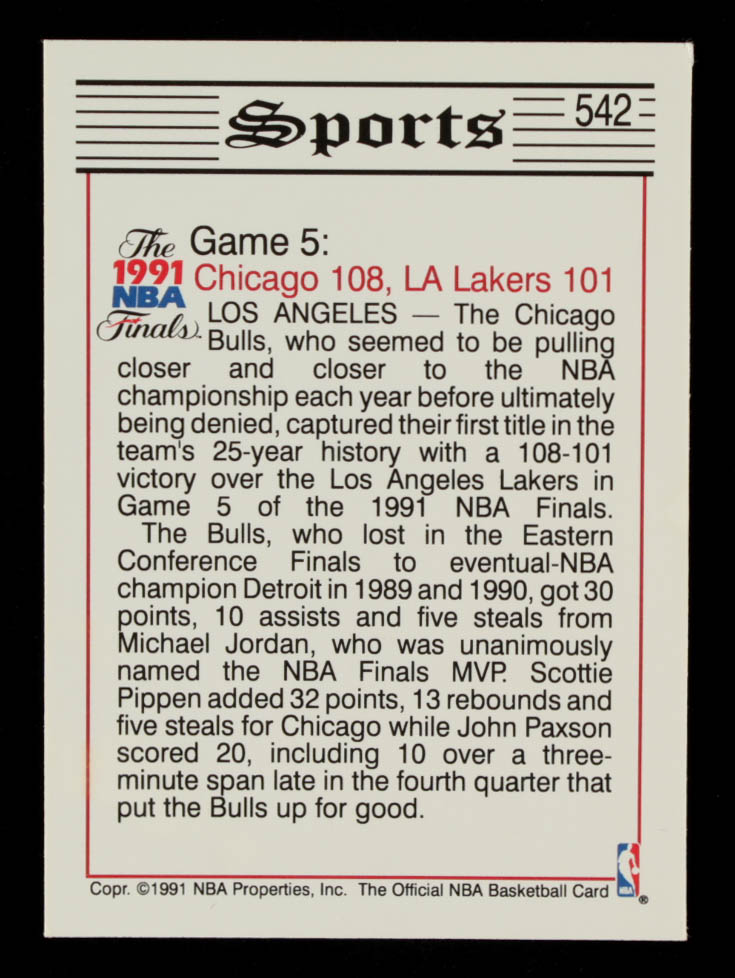 Sports
542
The
1991
NBA
Finals
Game 5:
Chicago 108, LA Lakers 101
LOS ANGELES — The Chicago
Bulls, who seemed to be pulling
closer and closer to the NBA
championship each year before ultimately
being denied, captured their first title in the
team's 25-year history with a 108-101
victory over the Los Angeles Lakers in
Game 5 of the 1991 NBA Finals.
The Bulls, who lost in the Eastern
Conference Finals to eventual-NBA
champion Detroit in 1989 and 1990, got 30
points, 10 assists and five steals from
Michael Jordan, who was unanimously
named the NBA Finals MVP. Scottie
Pippen added 32 points, 13 rebounds and
five steals for Chicago while John Paxson
scored 20, including 10 over a three-
minute span late in the fourth quarter that
put the Bulls up for good.
Copr. ©1991 NBA Properties, Inc. The Official NBA Basketball Card
NBA
®